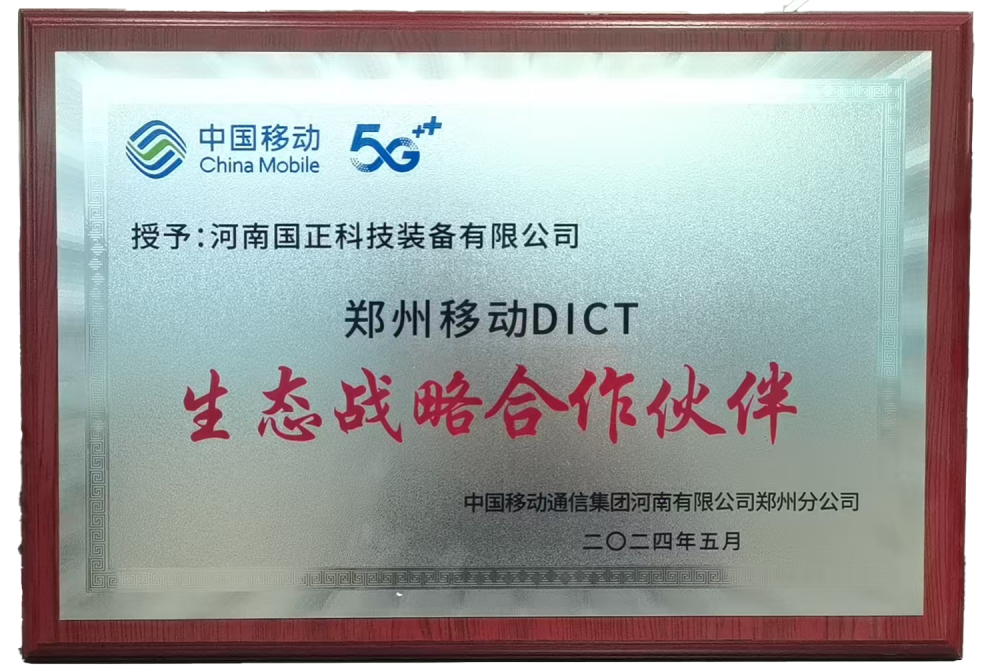 中国移动 5G++
China Mobile
授予:河南国正科技装备有限公司
郑州移动DICT
生态战略合作伙伴
中国移动通信集团河南有限公司郑州分公司
二〇二四年五月